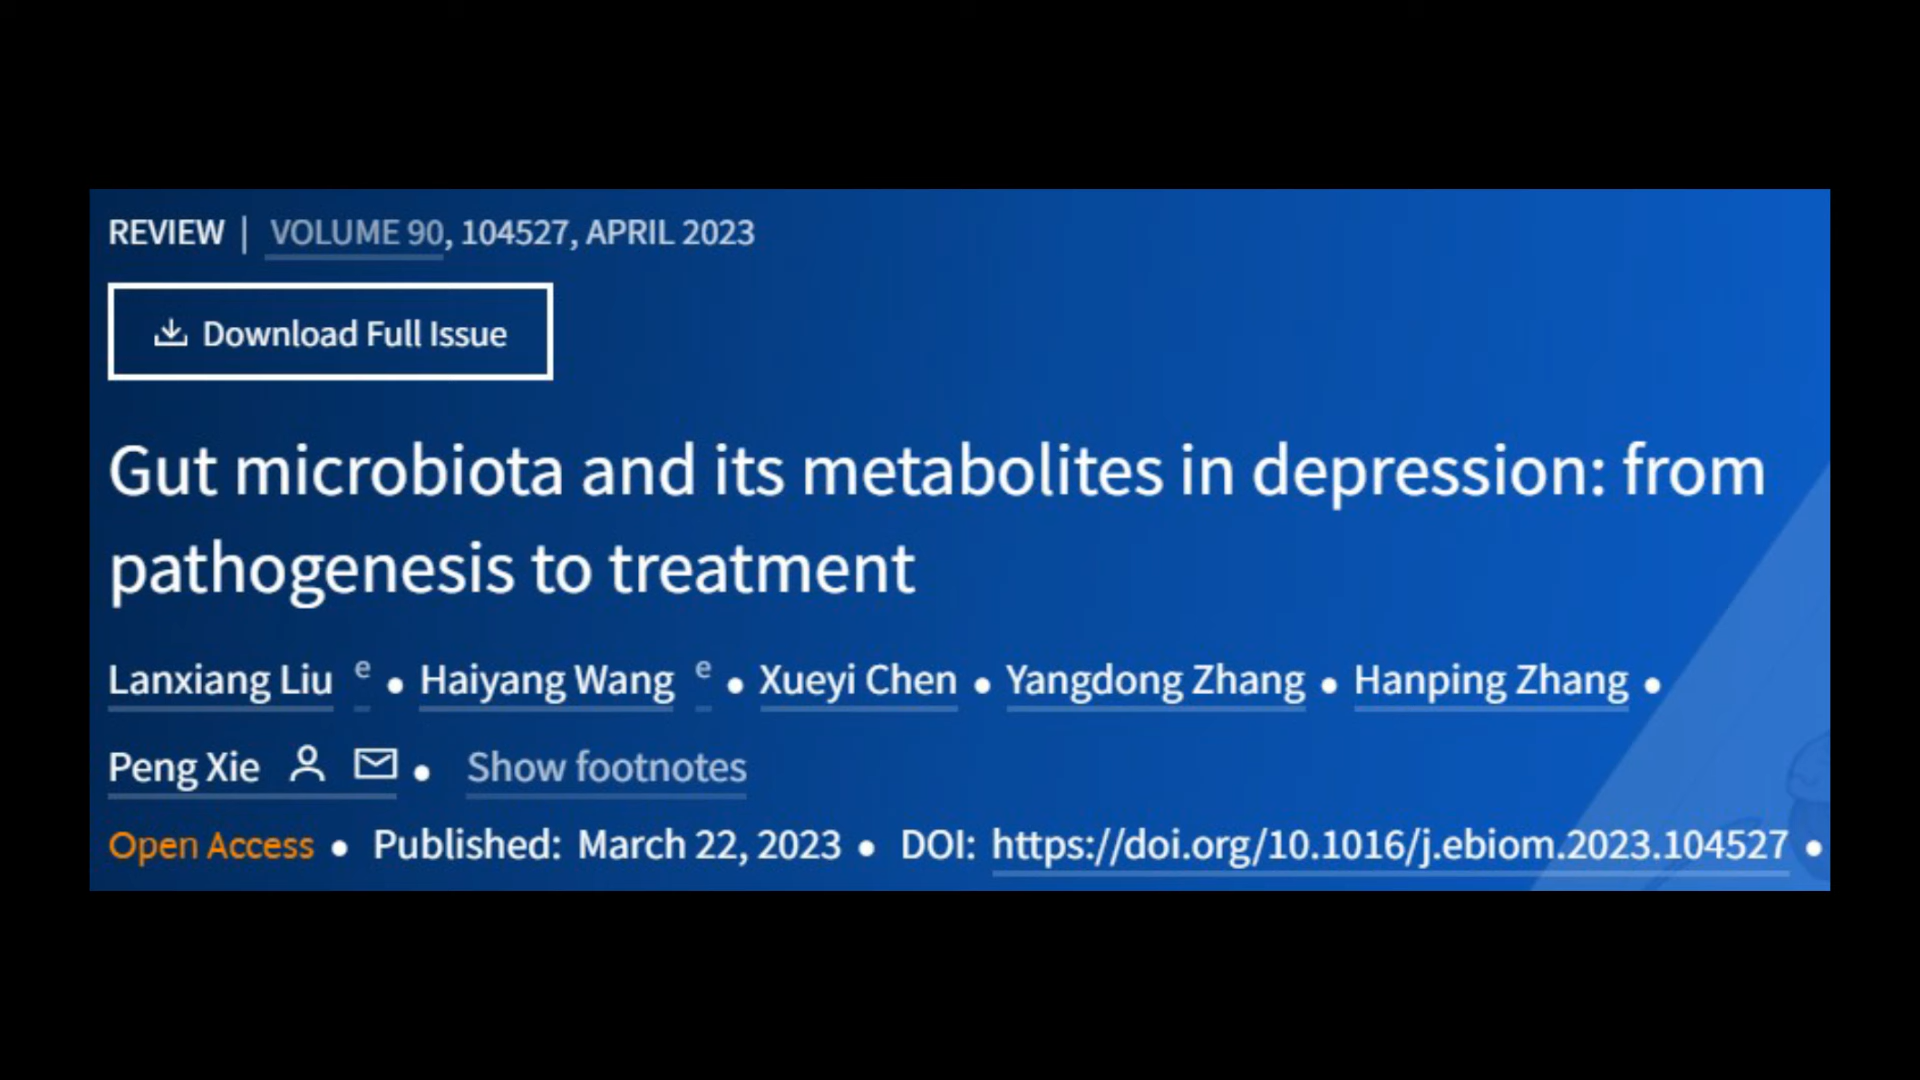 REVIEW | VOLUME 90, 104527, APRIL 2023
Download Full Issue
Gut microbiota and its metabolites in depression: from
pathogenesis to treatment
Lanxiang Liu e • Haiyang Wang e • Xueyi Chen • Yangdong Zhang • Hanping Zhang •
Peng Xie • Show footnotes
Open Access • Published: March 22, 2023 • DOI: https://doi.org/10.1016/j.ebiom.2023.104527 •